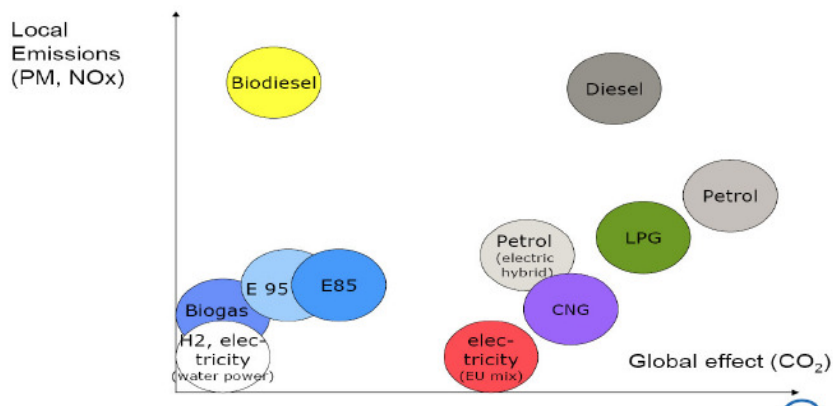 Local
Emissions
(PM, NOx)
Biodiesel
Diesel
Petrol
LPG
Petrol
(electric
hybrid)
E 95
E85
Biogas
CNG
H2, elec-
tricity
(water power)
elec-
tricity
(EU mix)
Global effect (CO₂)